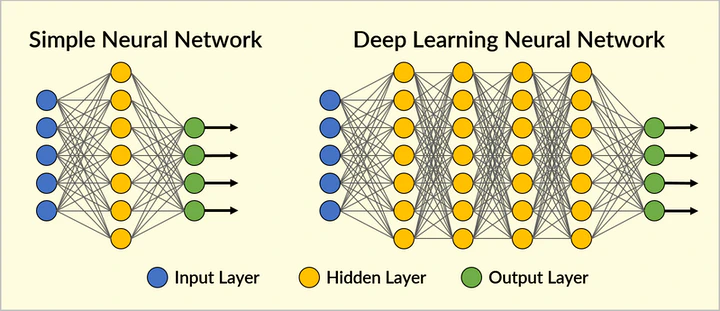 Simple Neural Network
Deep Learning Neural Network
Input Layer
Hidden Layer
Output Layer